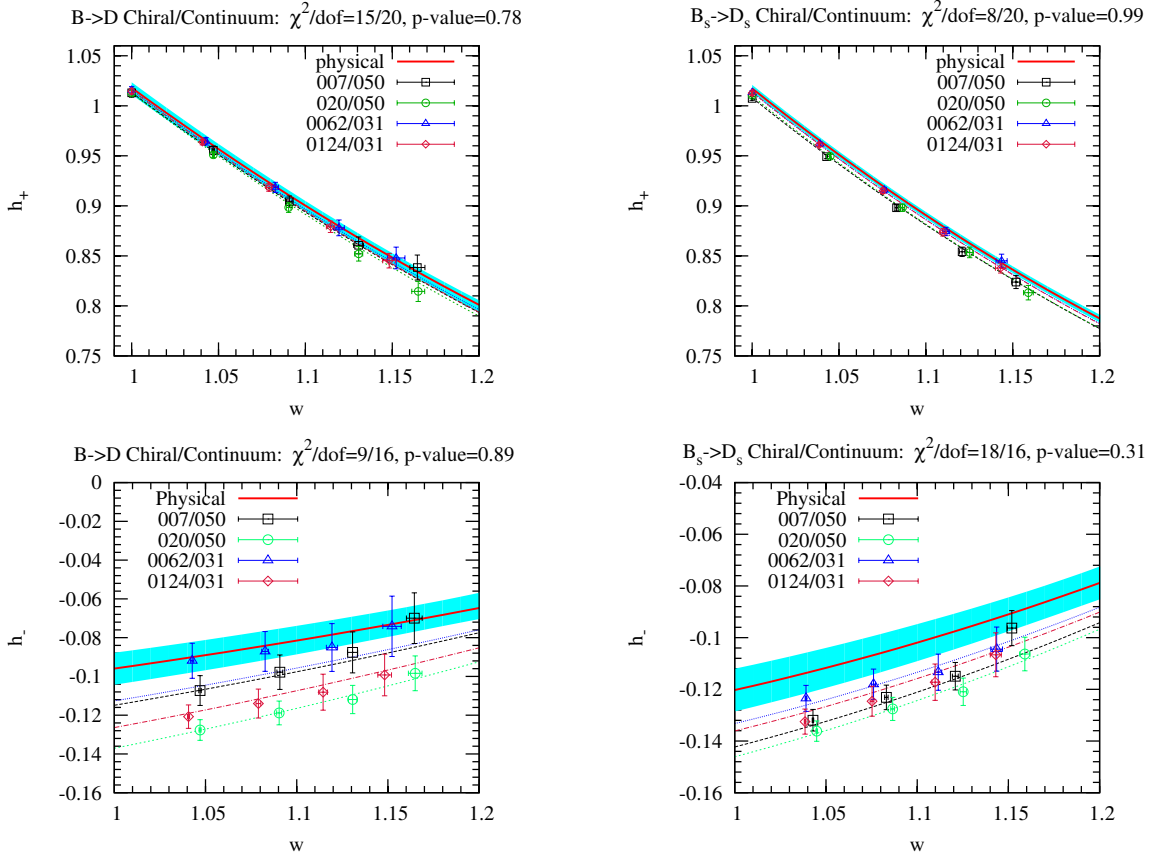 B->D Chiral/Continuum: χ²/dof=15/20, p-value=0.78
1.05
1
0.95
0.9
0.85
0.8
0.75
h₊
physical
007/050
020/050
0062/031
0124/031
1 1.05 1.1 1.15 1.2
w
Bₛ->Dₛ Chiral/Continuum: χ²/dof=8/20, p-value=0.99
1.05
1
0.95
0.9
0.85
0.8
0.75
h₊
physical
007/050
020/050
0062/031
0124/031
1 1.05 1.1 1.15 1.2
w
B->D Chiral/Continuum: χ²/dof=9/16, p-value=0.89
0
-0.02
-0.04
-0.06
-0.08
-0.1
-0.12
-0.14
-0.16
h₋
Physical
007/050
020/050
0062/031
0124/031
1 1.05 1.1 1.15 1.2
w
Bₛ->Dₛ Chiral/Continuum: χ²/dof=18/16, p-value=0.31
-0.04
-0.06
-0.08
-0.1
-0.12
-0.14
-0.16
h₋
Physical
007/050
020/050
0062/031
0124/031
1 1.05 1.1 1.15 1.2
w